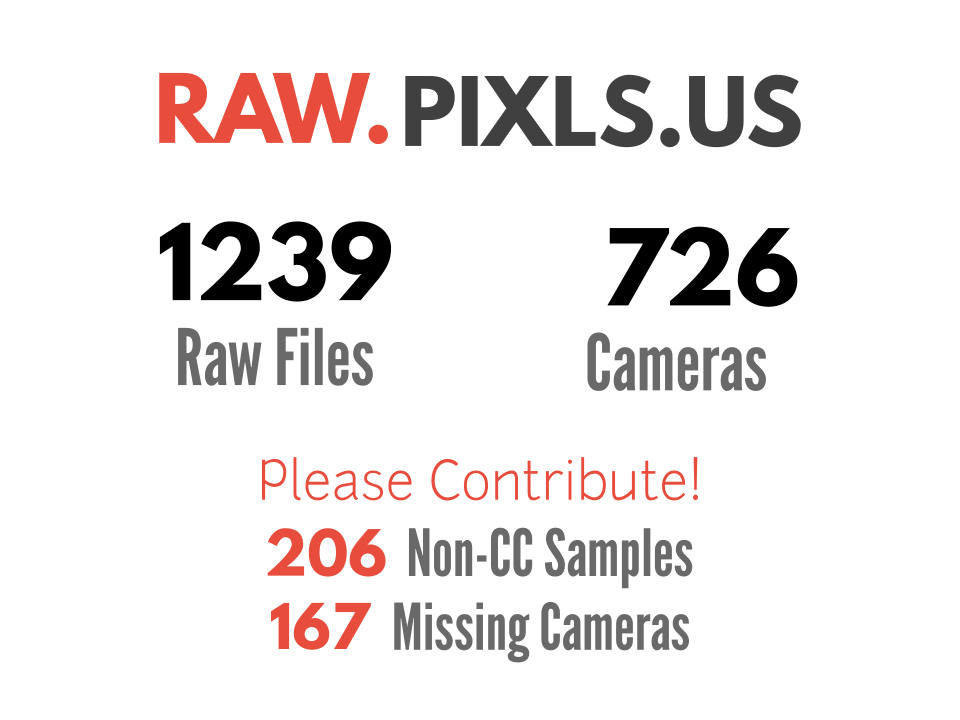 RAW.PIXLS.US
1239 726
Raw Files Cameras
Please Contribute!
206 Non-CC Samples
167 Missing Cameras